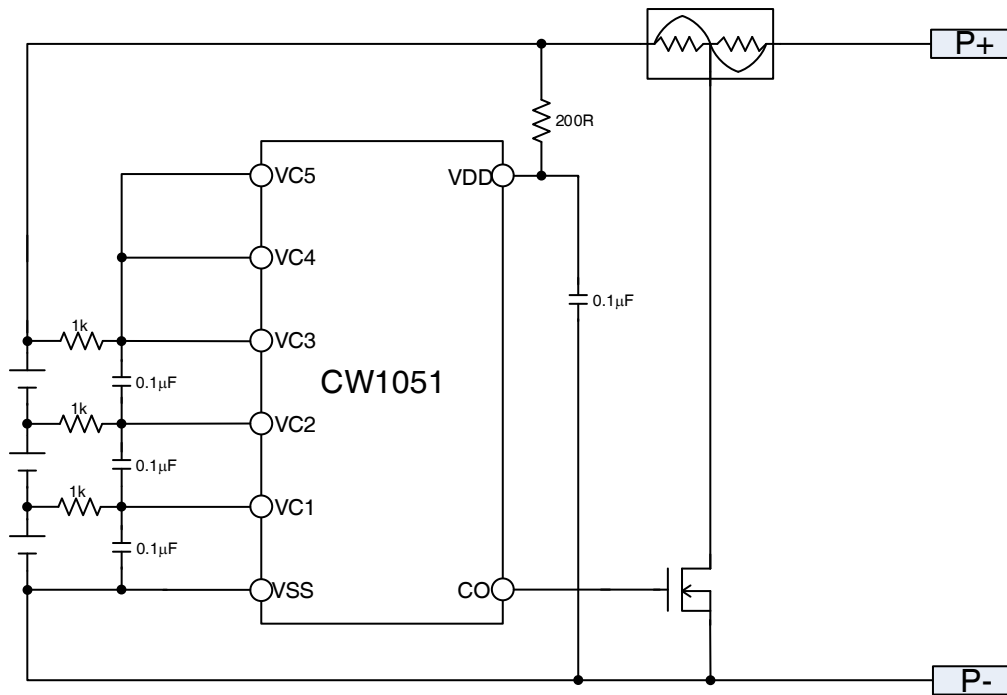 P+
200R
VC5
VDD
VC4
0.1μF
1k
VC3
CW1051
0.1μF
1k
VC2
0.1μF
1k
VC1
0.1μF
VSS
CO
P-